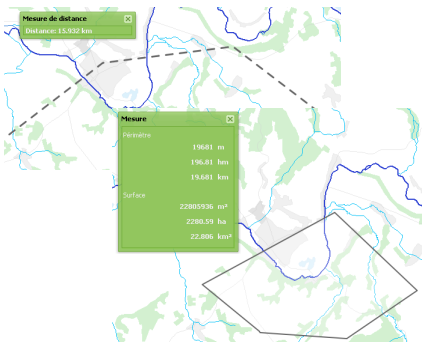 Mesure de distance
Distance: 15.932 km
Mesure
Périmètre
19681 m
196.81 hm
19.681 km
Surface
22805936 m²
2280.59 ha
22.806 km²